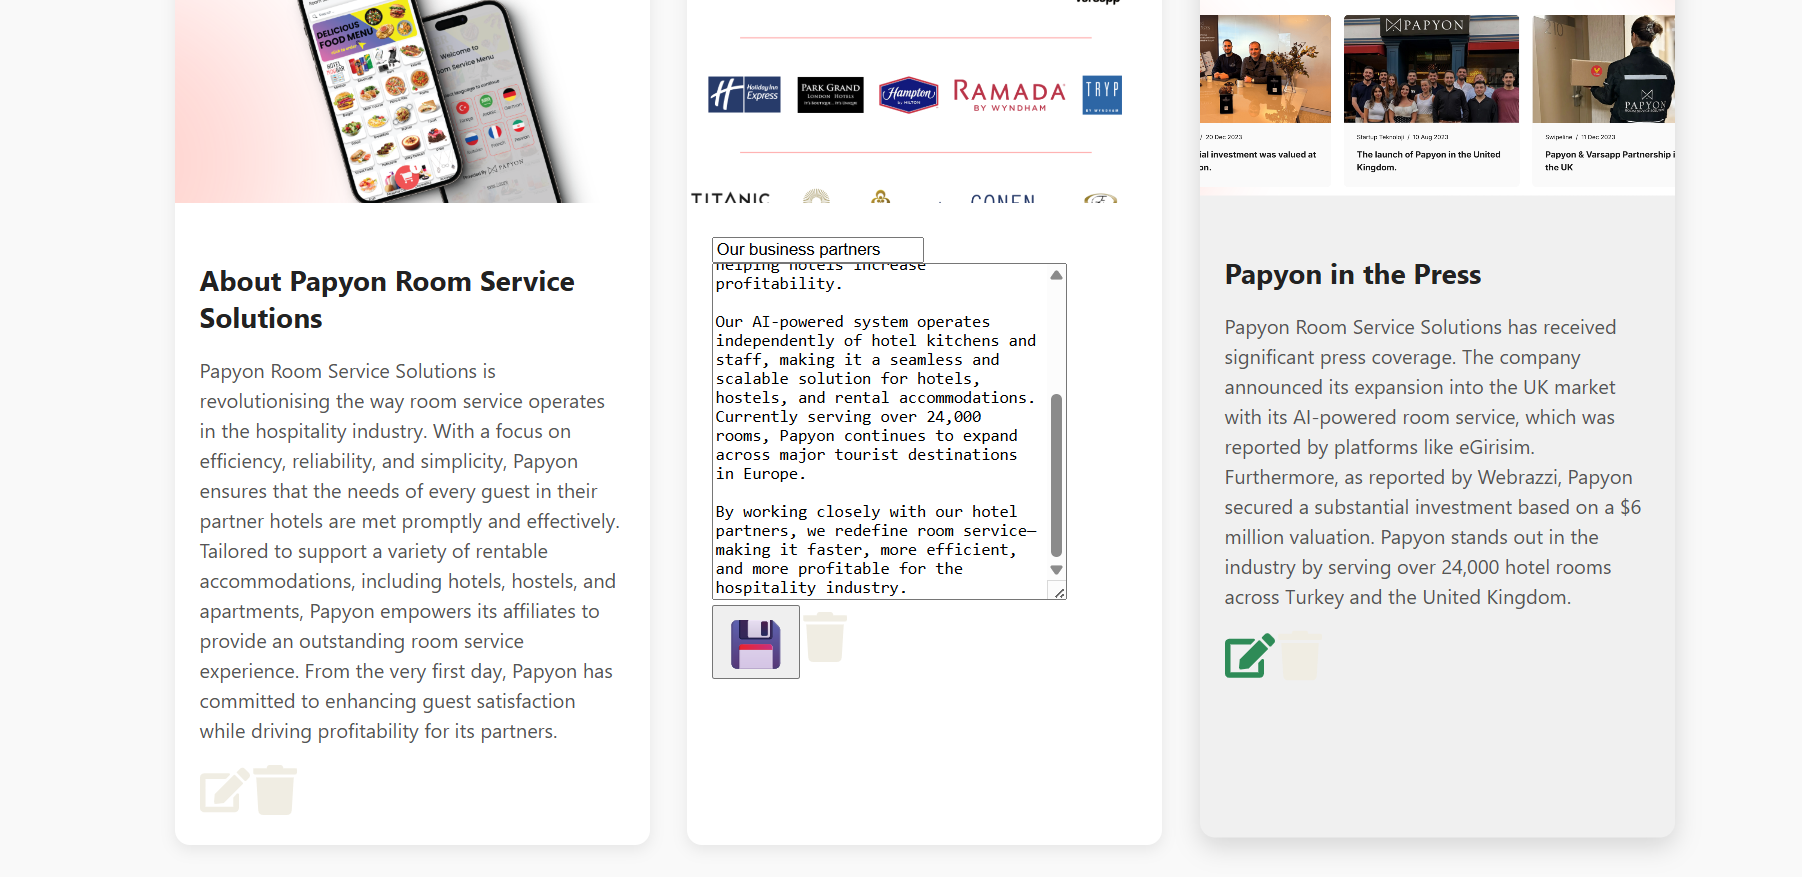 DELICIOUS
FOOD MENU
Welcome to
Room Service Menu
PAPYON
Holiday Inn
Express
PARK GRAND
LONDON HOTELS
Hampton
by HILTON
RAMADA
BY WYNDHAM
TRYP
BY WYNDHAM
TITANIC
PAPYON
PAPYON
/ 20 Dec 2023
ial investment was valued at
on.
Startup Teknoloji / 10 Aug 2023
The launch of Papyon in the United
Kingdom.
Swipeline / 11 Dec 2023
Papyon & Varsapp Partnership i
the UK
About Papyon Room Service
Solutions
Papyon Room Service Solutions is
revolutionising the way room service operates
in the hospitality industry. With a focus on
efficiency, reliability, and simplicity, Papyon
ensures that the needs of every guest in their
partner hotels are met promptly and effectively.
Tailored to support a variety of rentable
accommodations, including hotels, hostels, and
apartments, Papyon empowers its affiliates to
provide an outstanding room service
experience. From the very first day, Papyon has
committed to enhancing guest satisfaction
while driving profitability for its partners.
Our business partners
helping hotels increase
profitability.
Our AI-powered system operates
independently of hotel kitchens and
staff, making it a seamless and
scalable solution for hotels,
hostels, and rental accommodations.
Currently serving over 24,000
rooms, Papyon continues to expand
across major tourist destinations
in Europe.
By working closely with our hotel
partners, we redefine room service—
making it faster, more efficient,
and more profitable for the
hospitality industry.
Papyon in the Press
Papyon Room Service Solutions has received
significant press coverage. The company
announced its expansion into the UK market
with its AI-powered room service, which was
reported by platforms like eGirisim.
Furthermore, as reported by Webrazzi, Papyon
secured a substantial investment based on a $6
million valuation. Papyon stands out in the
industry by serving over 24,000 hotel rooms
across Turkey and the United Kingdom.